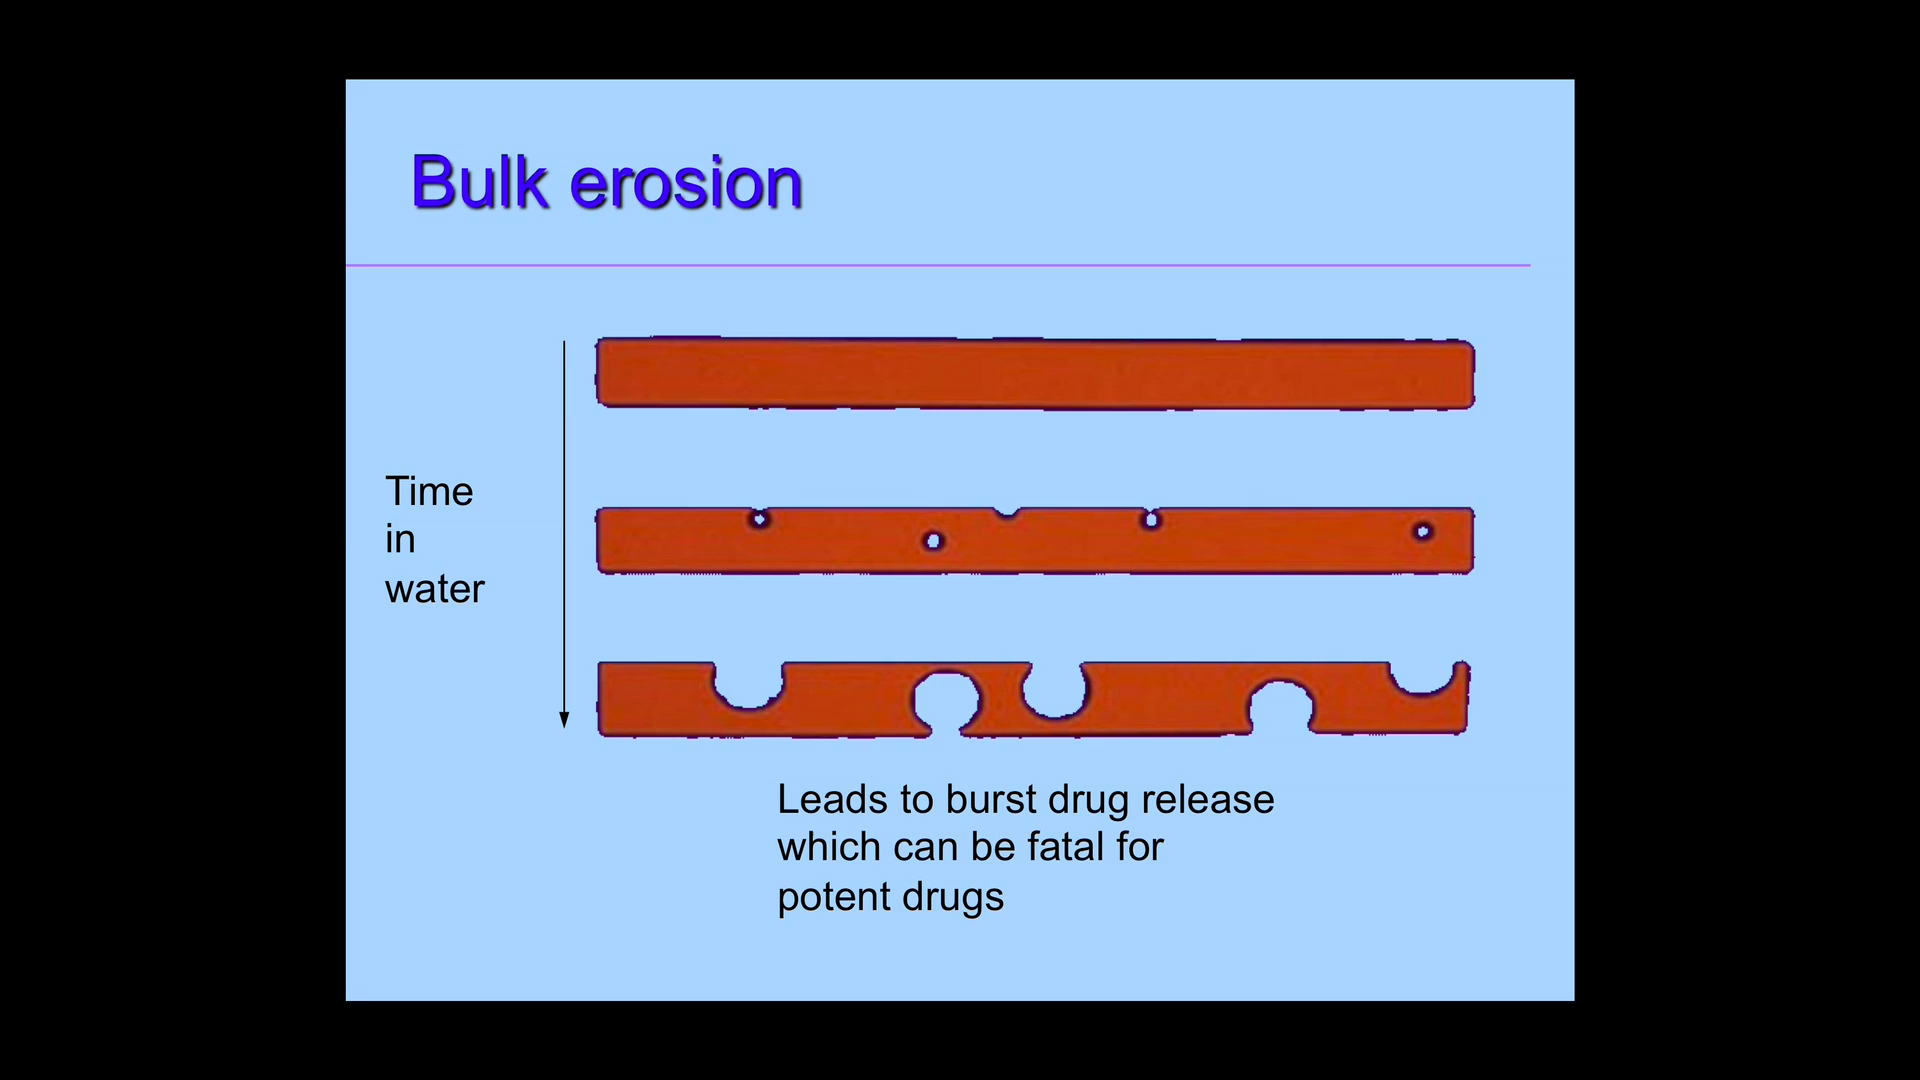 Bulk erosion
Time
in
water
Leads to burst drug release
which can be fatal for
potent drugs